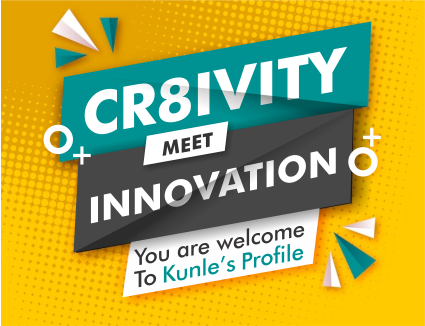 CR8IVITY
MEET
INNOVATION
You are welcome
To Kunle's Profile